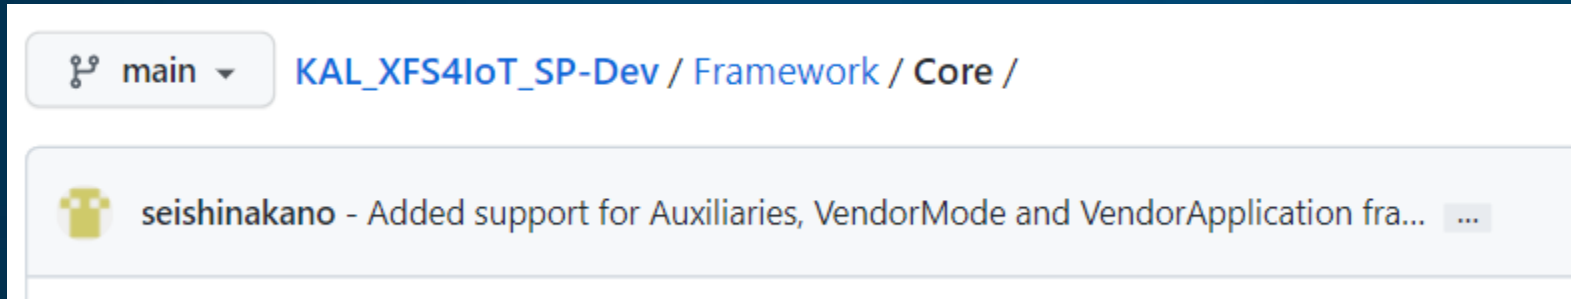 main KAL_XFS4IoT_SP-Dev / Framework / Core /
seishinakano - Added support for Auxiliaries, VendorMode and VendorApplication fra... ...